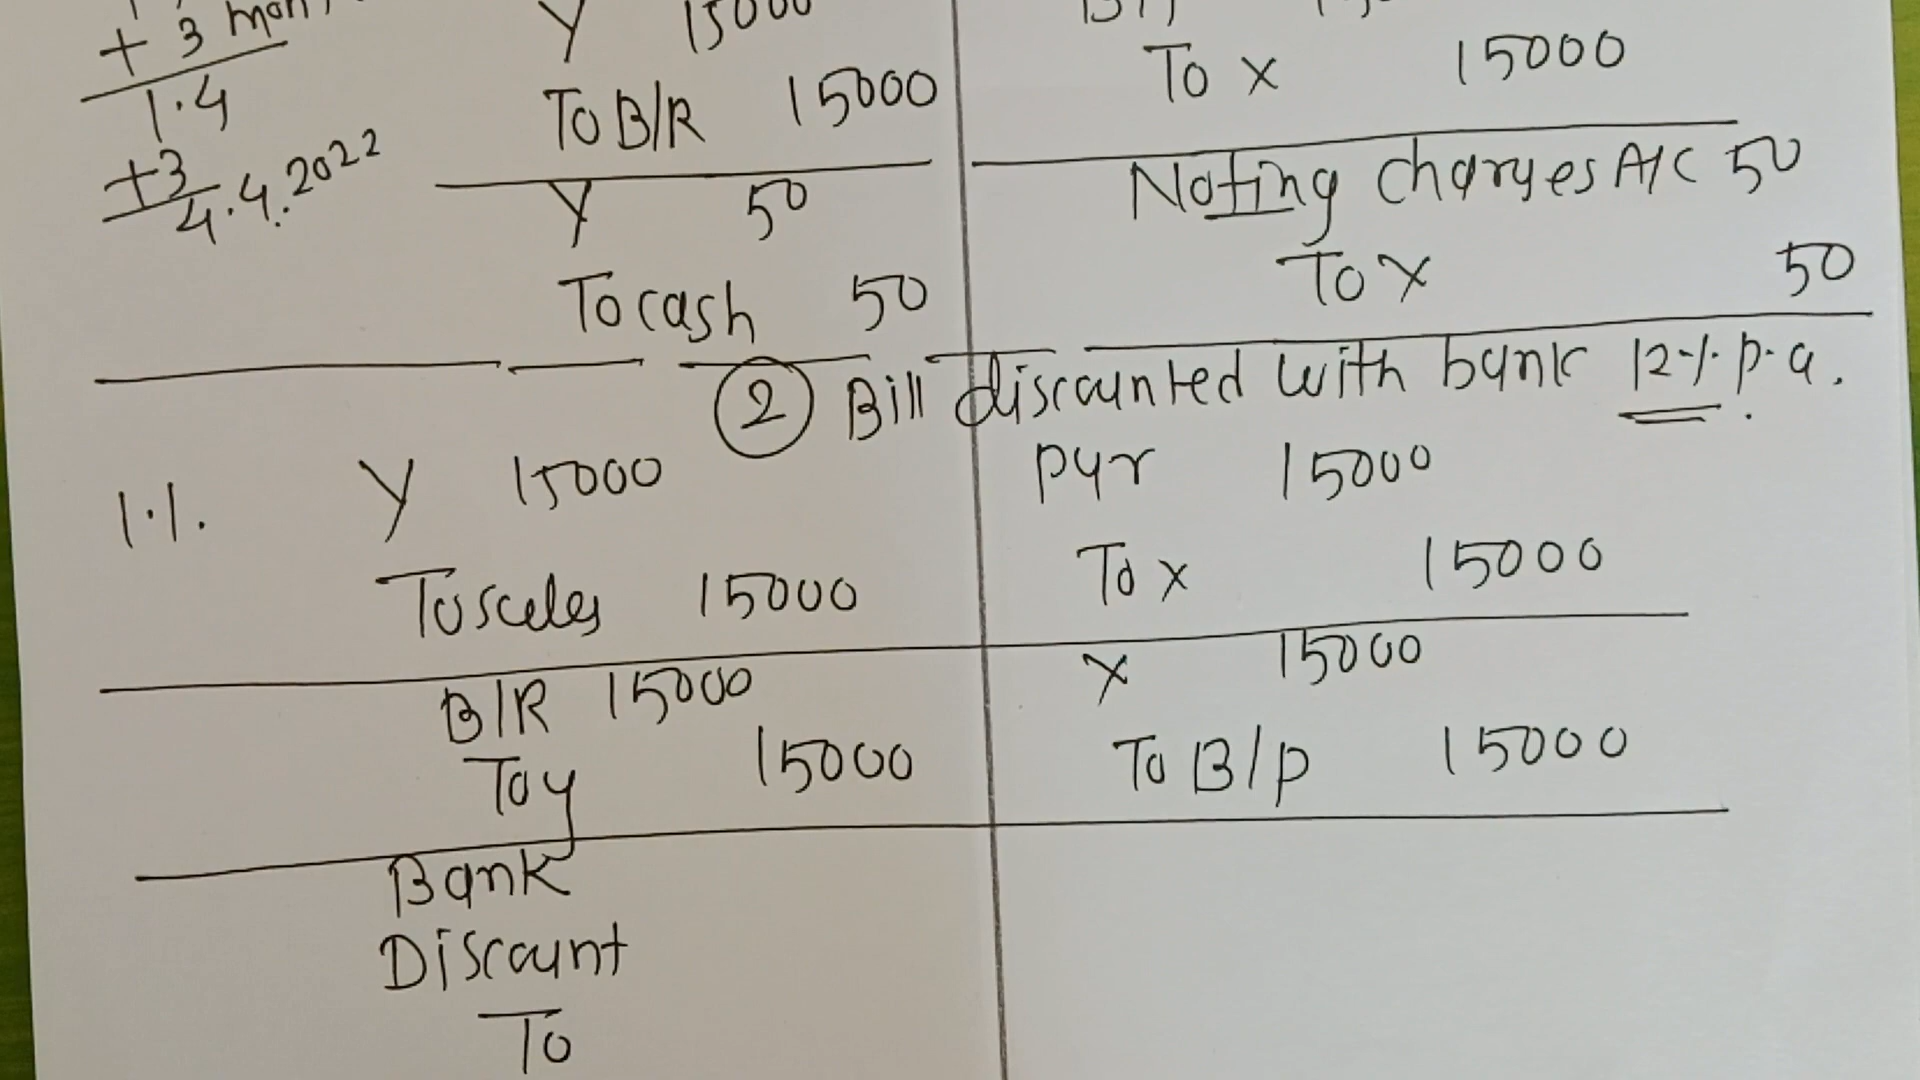 + 3
1.4
+3
4.4.2022
Y 15000
To B/R 15000
Y 50
To cash 50
To X 15000
Noting charges A/C 50
To X 50
2 Bill discounted with bank 12% p.a.
1.1. Y 15000
To sales 15000
B/R 15000
To y 15000
Bank
Discount
To
Pur 15000
To X 15000
X 15000
To B/P 15000